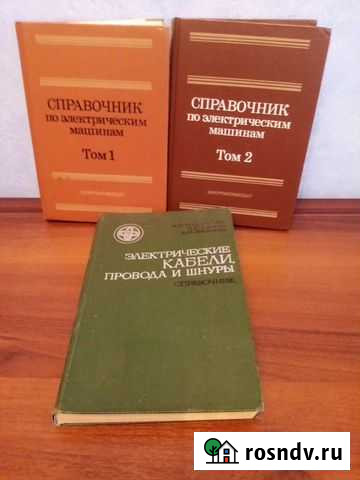 СПРАВОЧНИК
по электрическим
машинам
Том 1
СПРАВОЧНИК
по электрическим
машинам
Том 2
ЭЛЕКТРИЧЕСКИЕ
КАБЕЛИ,
ПРОВОДА И ШНУРЫ
СПРАВОЧНИК
rosndv.ru